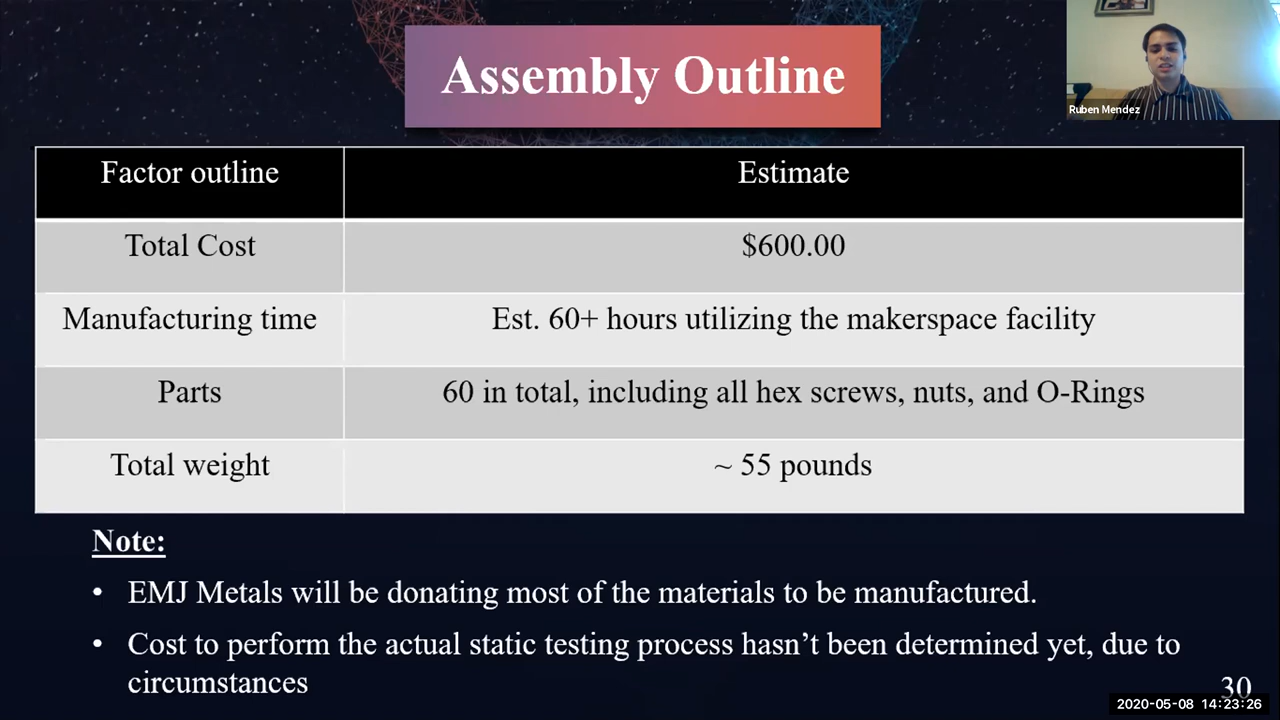 Assembly Outline
Ruben Mendez
Factor outline
Estimate
Total Cost
$600.00
Manufacturing time
Est. 60+ hours utilizing the makerspace facility
Parts
60 in total, including all hex screws, nuts, and O-Rings
Total weight
~ 55 pounds
Note:
• EMJ Metals will be donating most of the materials to be manufactured.
• Cost to perform the actual static testing process hasn't been determined yet, due to
circumstances
30
2020-05-08 14:23:26